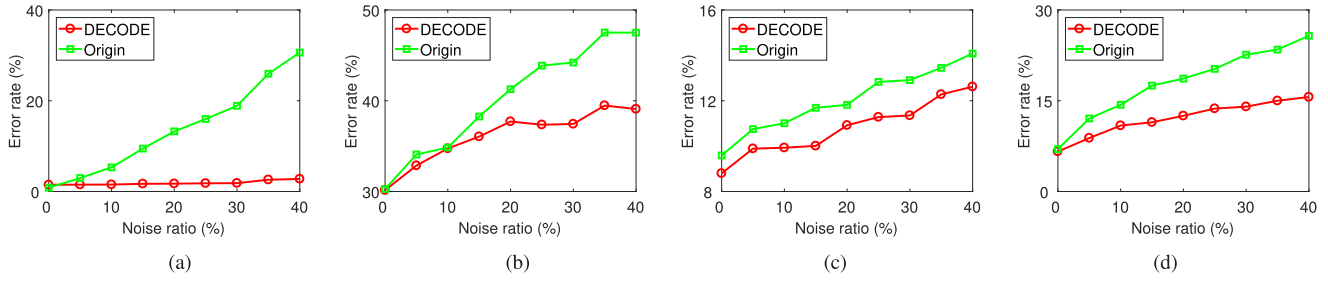 40
20
0
Error rate (%)
DECODE
Origin
0 10 20 30 40
Noise ratio (%)
(a)
50
40
30
Error rate (%)
DECODE
Origin
0 10 20 30 40
Noise ratio (%)
(b)
16
12
8
Error rate (%)
DECODE
Origin
0 10 20 30 40
Noise ratio (%)
(c)
30
15
0
Error rate (%)
DECODE
Origin
0 10 20 30 40
Noise ratio (%)
(d)